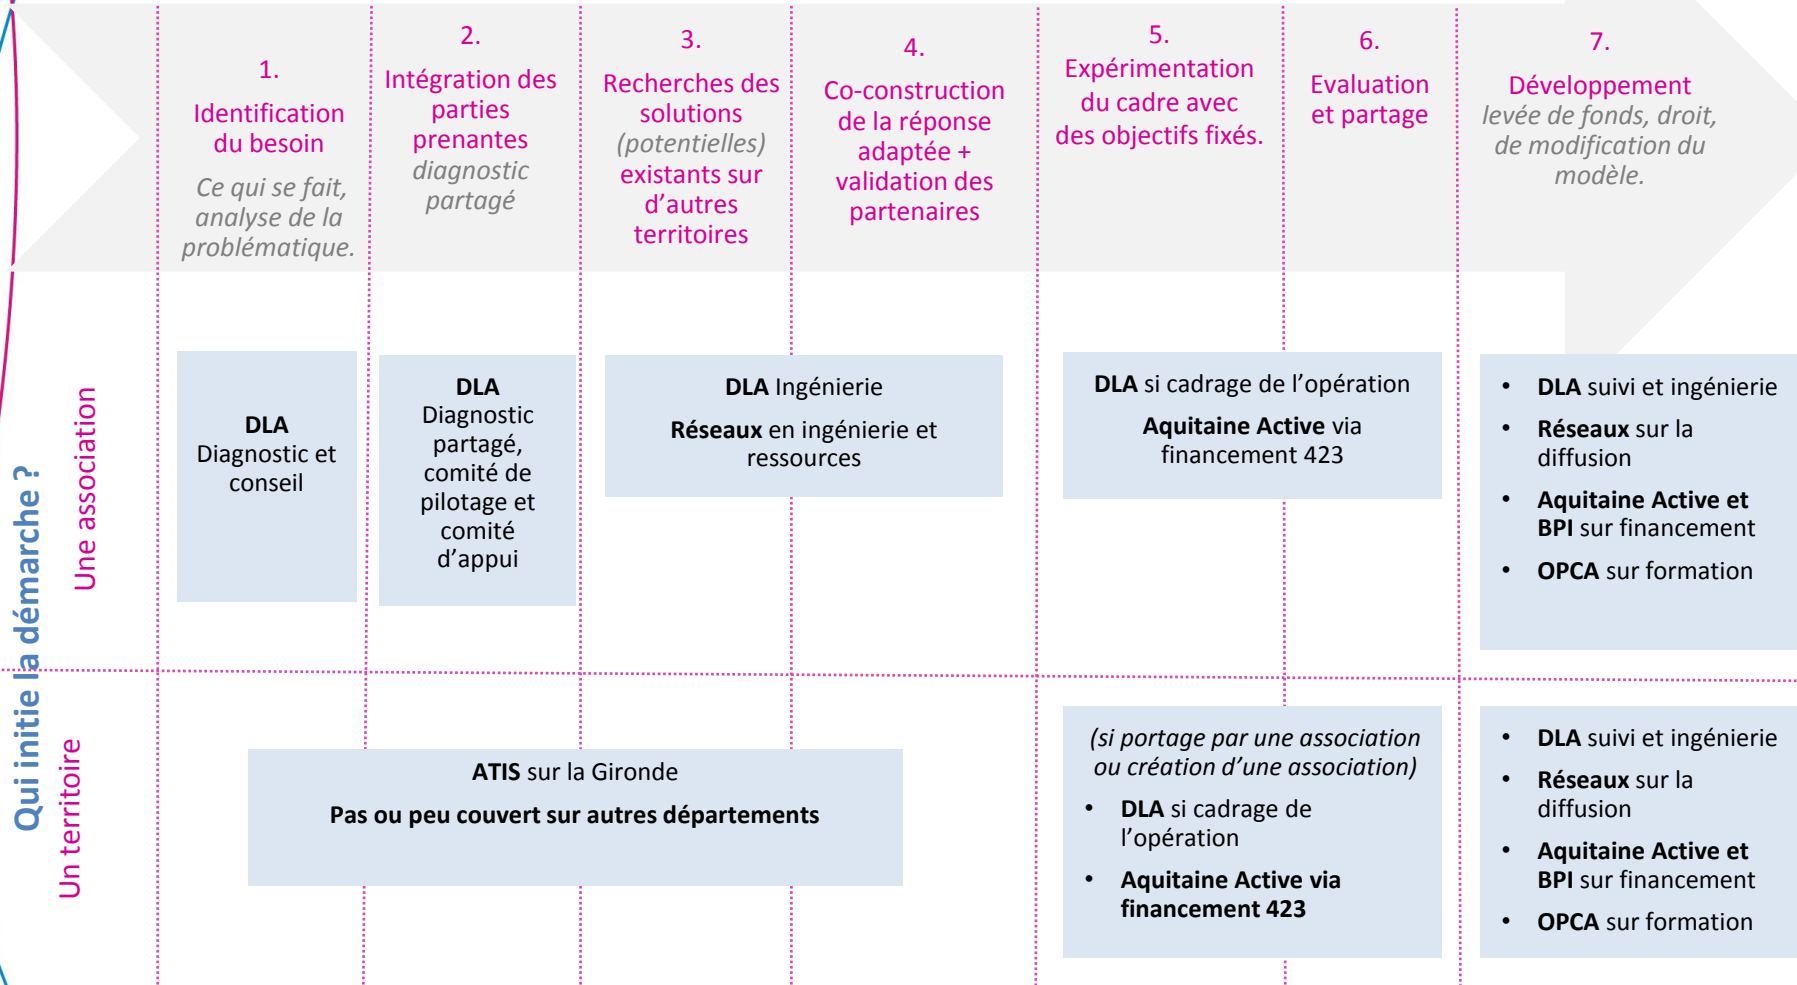 1.
Identification
du besoin
Ce qui se fait,
analyse de la
problématique.
2.
Intégration des
parties
prenantes
diagnostic
partagé
3.
Recherches des
solutions
(potentielles)
existants sur
d’autres
territoires
4.
Co-construction
de la réponse
adaptée +
validation des
partenaires
5.
Expérimentation
du cadre avec
des objectifs fixés.
6.
Evaluation
et partage
7.
Développement
levée de fonds, droit,
de modification du
modèle.
Qui initie la démarche ?
Une association
DLA
Diagnostic et
conseil
DLA
Diagnostic
partagé,
comité de
pilotage et
comité
d’appui
DLA Ingénierie
Réseaux en ingénierie et
ressources
DLA si cadrage de l’opération
Aquitaine Active via
financement 423
• DLA suivi et ingénierie
• Réseaux sur la
diffusion
• Aquitaine Active et
BPI sur financement
• OPCA sur formation
Un territoire
ATIS sur la Gironde
Pas ou peu couvert sur autres départements
(si portage par une association
ou création d’une association)
• DLA si cadrage de
l’opération
• Aquitaine Active via
financement 423
• DLA suivi et ingénierie
• Réseaux sur la
diffusion
• Aquitaine Active et
BPI sur financement
• OPCA sur formation